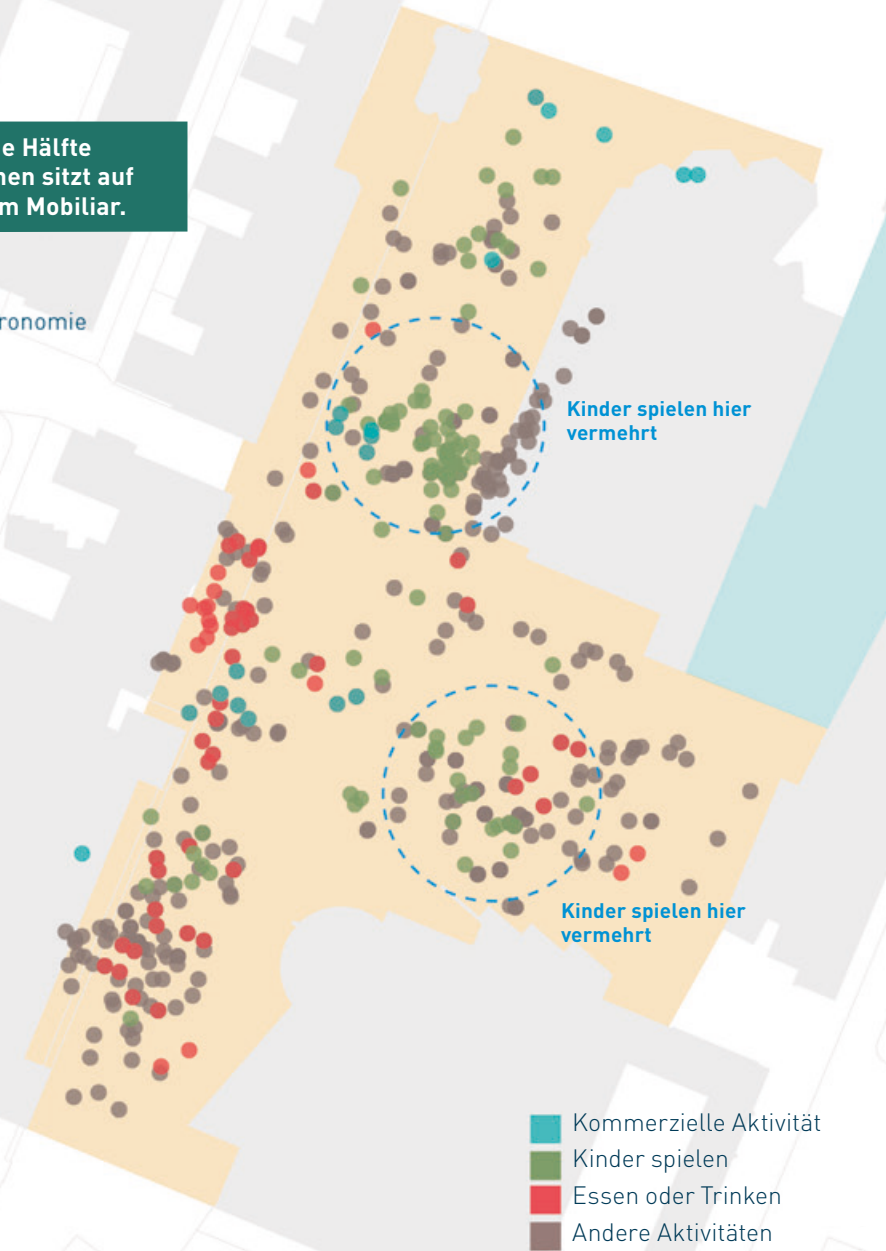 e Hälfte
nen sitzt auf
m Mobiliar.
ronomie
Kinder spielen hier
vermehrt
Kinder spielen hier
vermehrt
Kommerzielle Aktivität
Kinder spielen
Essen oder Trinken
Andere Aktivitäten